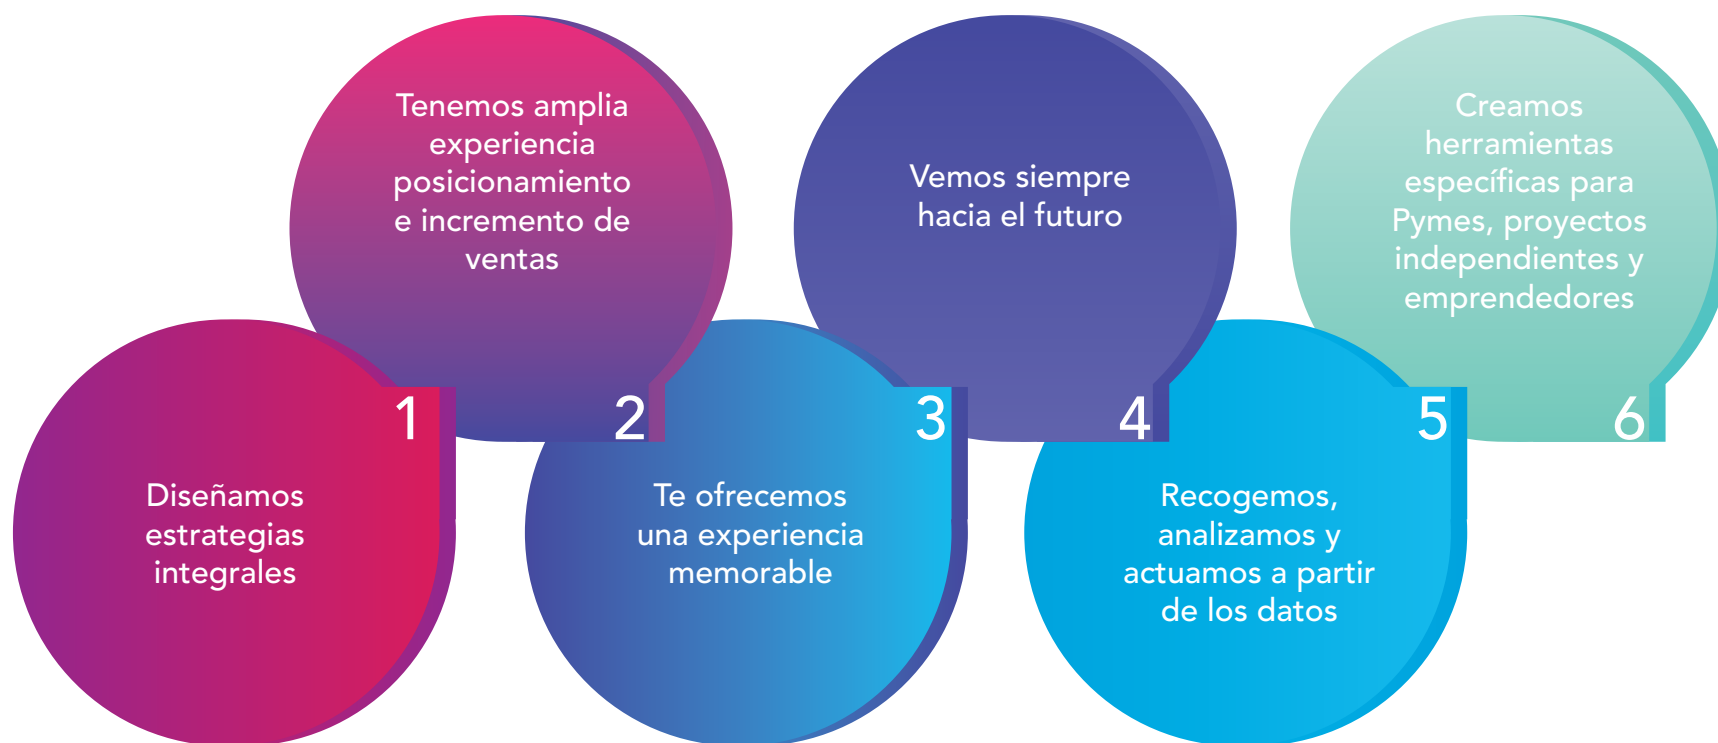 1
Diseñamos
estrategias
integrales
2
Tenemos amplia
experiencia
posicionamiento
e incremento de
ventas
3
Te ofrecemos
una experiencia
memorable
4
Vemos siempre
hacia el futuro
5
Recogemos,
analizamos y
actuamos a partir
de los datos
6
Creamos
herramientas
específicas para
Pymes, proyectos
independientes y
emprendedores